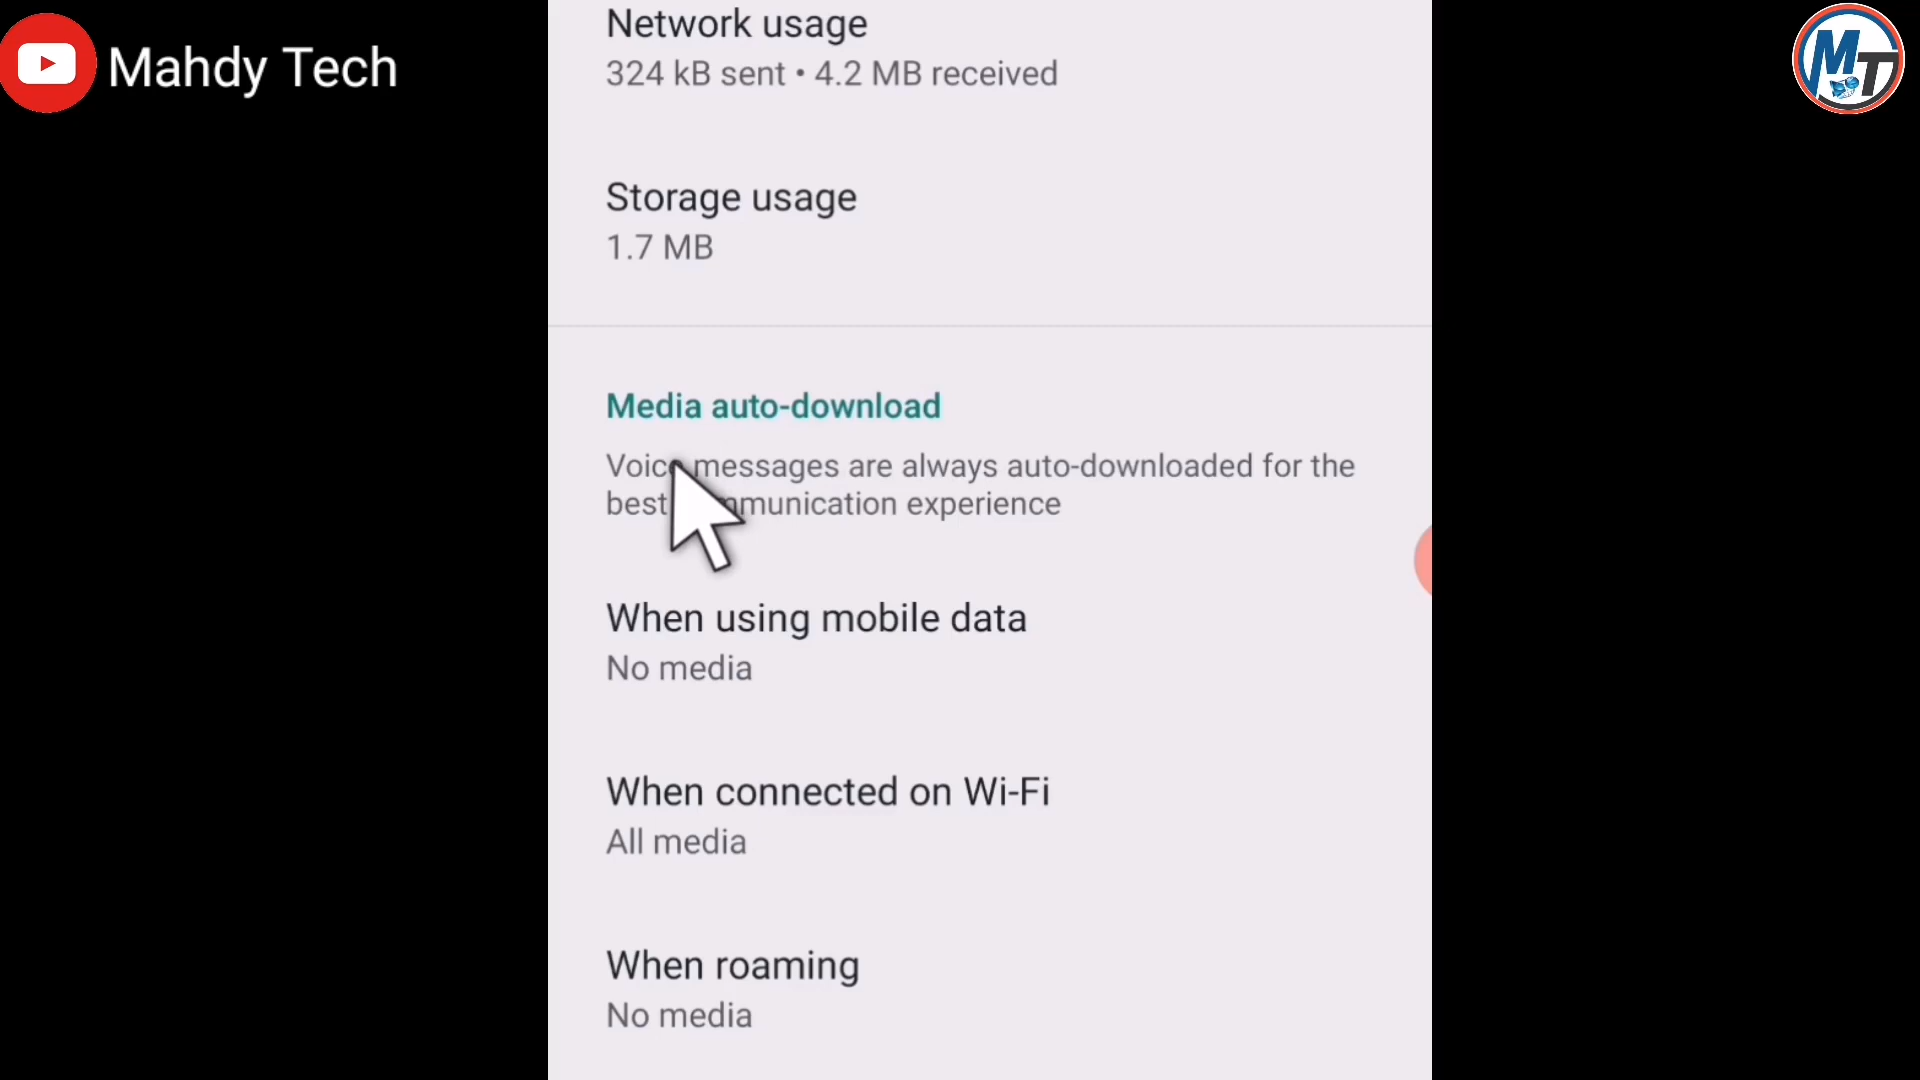 Mahdy Tech
MT
Network usage
324 kB sent • 4.2 MB received
Storage usage
1.7 MB
Media auto-download
Voice messages are always auto-downloaded for the
best communication experience
When using mobile data
No media
When connected on Wi-Fi
All media
When roaming
No media